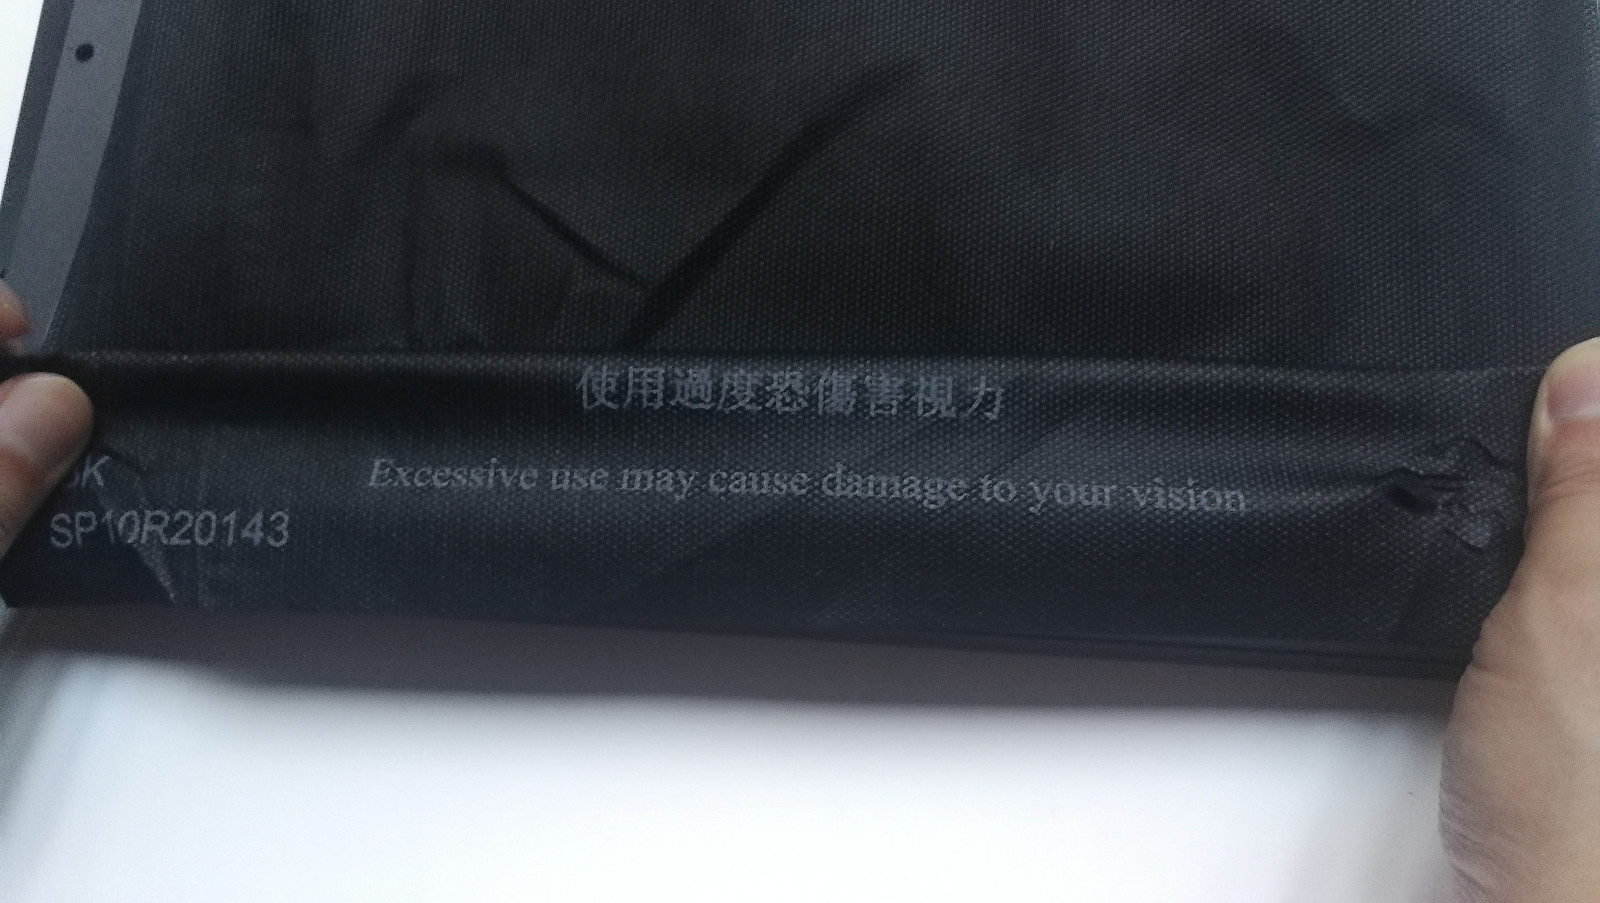 使用過度恐傷害視力
Excessive use may cause damage to your vision
SP10R20143